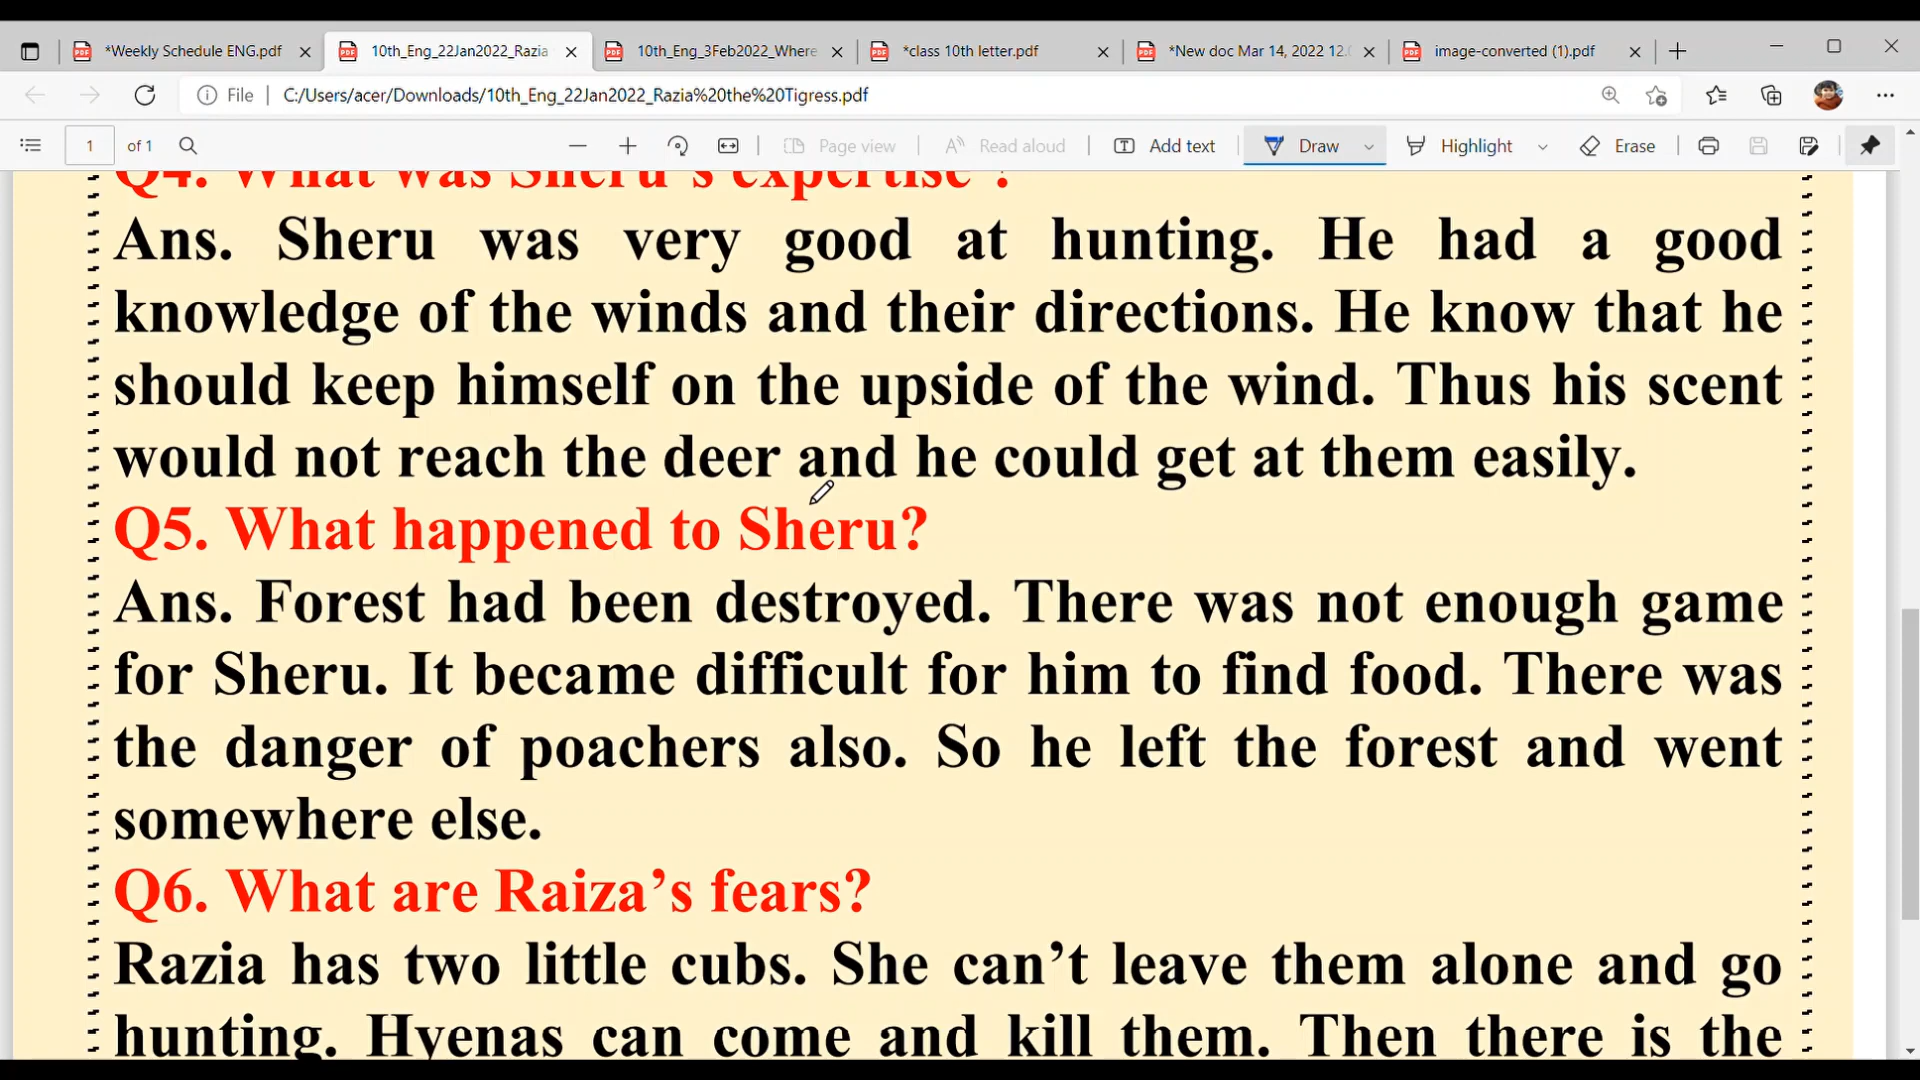 *Weekly Schedule ENG.pdf
10th_Eng_22Jan2022_Razia
10th_Eng_3Feb2022_Where
*class 10th letter.pdf
*New doc Mar 14, 2022 12.
image-converted (1).pdf
File
C:/Users/acer/Downloads/10th_Eng_22Jan2022_Razia%20the%20Tigress.pdf
1 of 1
Page view
Read aloud
Add text
Draw
Highlight
Erase
Q4. What was Sheru's expertise ?
Ans. Sheru was very good at hunting. He had a good
knowledge of the winds and their directions. He know that he
should keep himself on the upside of the wind. Thus his scent
would not reach the deer and he could get at them easily.
Q5. What happened to Sheru?
Ans. Forest had been destroyed. There was not enough game
for Sheru. It became difficult for him to find food. There was
the danger of poachers also. So he left the forest and went
somewhere else.
Q6. What are Raiza’s fears?
Razia has two little cubs. She can’t leave them alone and go
hunting. Hyenas can come and kill them. Then there is the